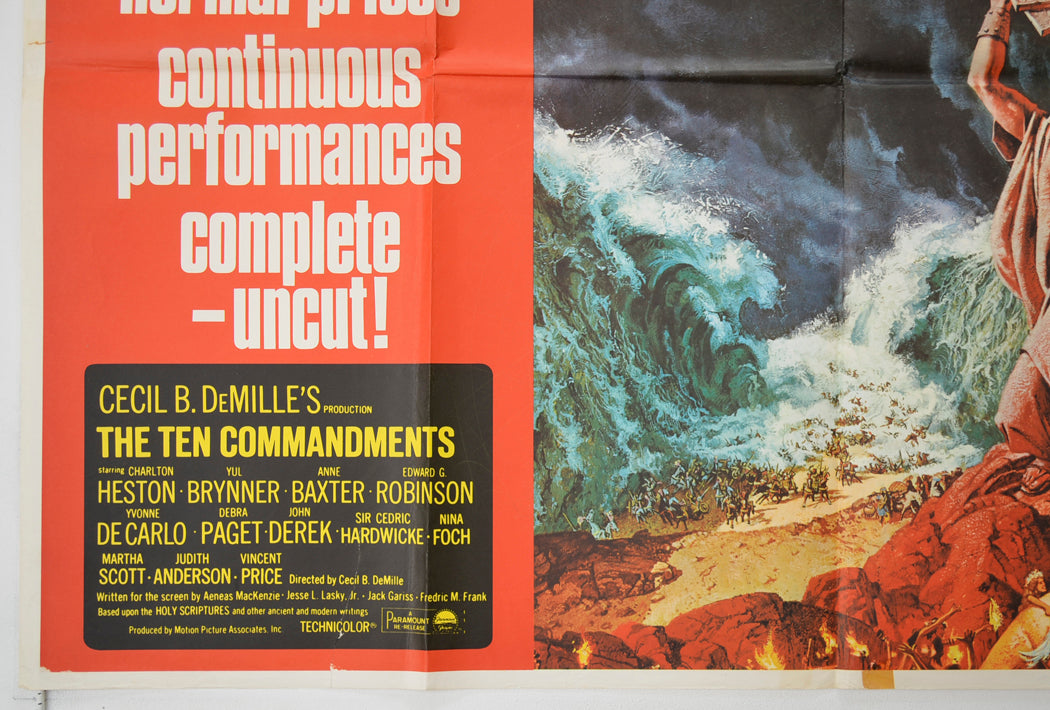 normal prices
continuous
performances
complete
–uncut!
CECIL B. DEMILLE'S PRODUCTION
THE TEN COMMANDMENTS
starring CHARLTON YUL ANNE EDWARD G.
HESTON · BRYNNER · BAXTER · ROBINSON
YVONNE DEBRA JOHN SIR CEDRIC NINA
DE CARLO · PAGET · DEREK · HARDWICKE · FOCH
MARTHA JUDITH VINCENT
SCOTT · ANDERSON · PRICE Directed by Cecil B. DeMille
Written for the screen by Aeneas MacKenzie · Jesse L. Lasky, Jr. · Jack Gariss · Fredric M. Frank
Based upon the HOLY SCRIPTURES and other ancient and modern writings
Produced by Motion Picture Associates, Inc TECHNICOLOR® A PARAMOUNT RE-RELEASE